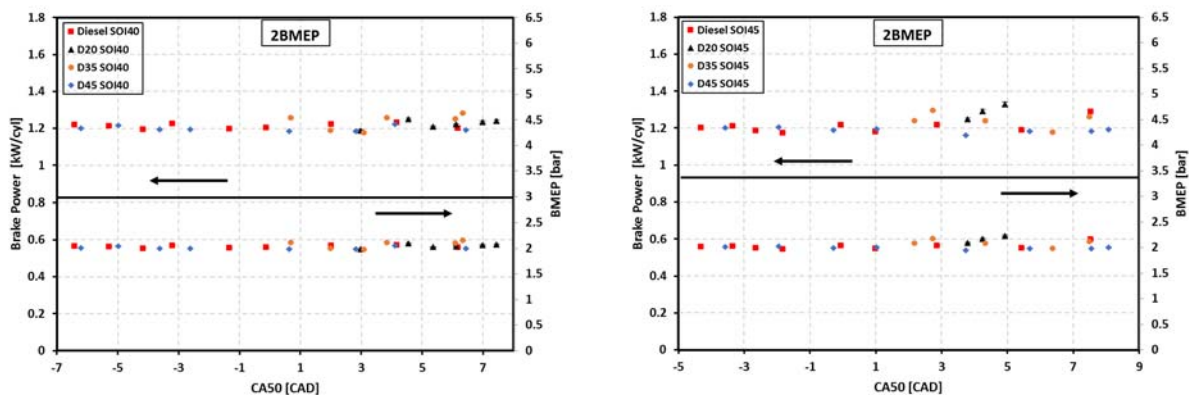 2BMEP
Diesel SOI40
D20 SOI40
D35 SOI40
D45 SOI40
Brake Power [kW/cyl]
1.8
1.6
1.4
1.2
1
0.8
0.6
0.4
0.2
0
BMEP [bar]
6.5
6
5.5
5
4.5
4
3.5
3
2.5
2
1.5
1
0.5
0
-7 -5 -3 -1 1 3 5 7
CA50 [CAD]
2BMEP
Diesel SOI45
D20 SOI45
D35 SOI45
D45 SOI45
Brake Power [kW/cyl]
1.8
1.6
1.4
1.2
1
0.8
0.6
0.4
0.2
0
BMEP [bar]
6.5
6
5.5
5
4.5
4
3.5
3
2.5
2
1.5
1
0.5
0
-5 -3 -1 1 3 5 7 9
CA50 [CAD]